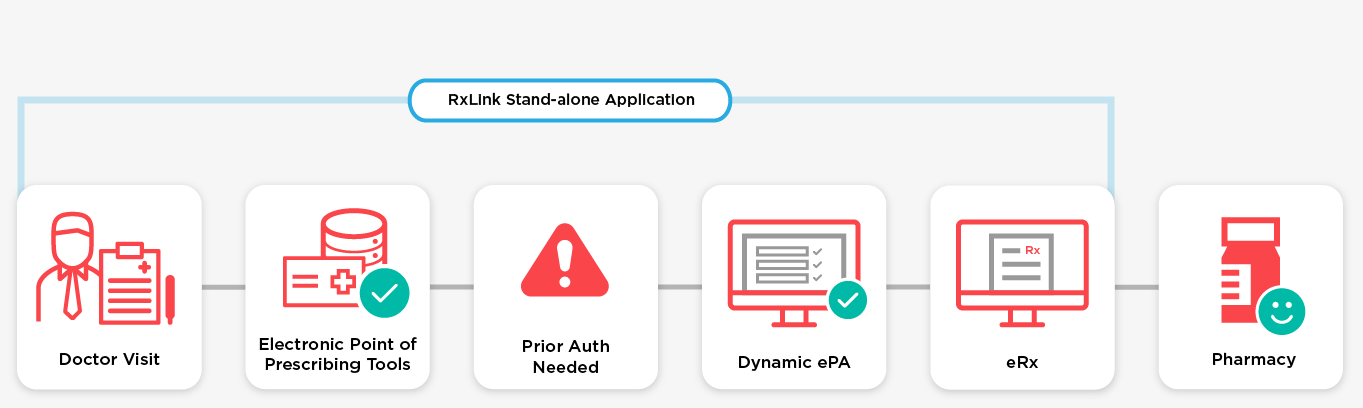 RxLink Stand-alone Application
Rx
Doctor Visit
Electronic Point of
Prescribing Tools
Prior Auth
Needed
Dynamic ePA
eRx
Pharmacy